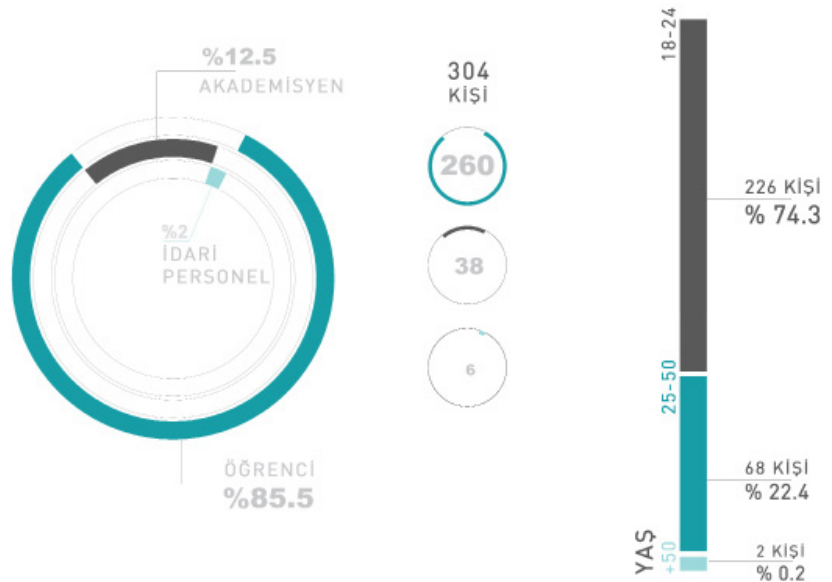 %12.5
AKADEMİSYEN
%2
İDARİ
PERSONEL
ÖĞRENCİ
%85.5
304
KİŞİ
260
38
6
18-24
226 KİŞİ
% 74.3
25-50
68 KİŞİ
% 22.4
YAŞ
+50
2 KİŞİ
% 0.2